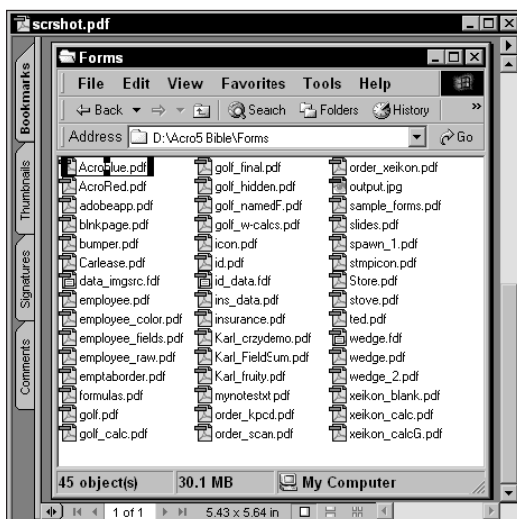 scrshot.pdf
Forms
File Edit View Favorites Tools Help
Back Search Folders History »
Address D:\Acro5 Bible\Forms Go
Bookmarks
Thumbnails
Signatures
Comments
AcroBlue.pdf
AcroRed.pdf
adobeapp.pdf
blnkpage.pdf
bumper.pdf
Carlease.pdf
data_imgsrc.fdf
employee.pdf
employee_color.pdf
employee_fields.pdf
employee_raw.pdf
emptaborder.pdf
formulas.pdf
golf.pdf
golf_calc.pdf
golf_final.pdf
golf_hidden.pdf
golf_namedF.pdf
golf_w-calcs.pdf
icon.pdf
id.pdf
id_data.fdf
ins_data.pdf
insurance.pdf
Karl_crzydemo.pdf
Karl_FieldSum.pdf
Karl_fruity.pdf
mynotestxt.pdf
order_kpcd.pdf
order_scan.pdf
order_xeikon.pdf
output.jpg
sample_forms.pdf
slides.pdf
spawn_1.pdf
stmpicon.pdf
Store.pdf
stove.pdf
ted.pdf
wedge.fdf
wedge.pdf
wedge_2.pdf
xeikon_blank.pdf
xeikon_calc.pdf
xeikon_calcG.pdf
45 object(s) 30.1 MB My Computer
1 of 1 5.43 x 5.64 in